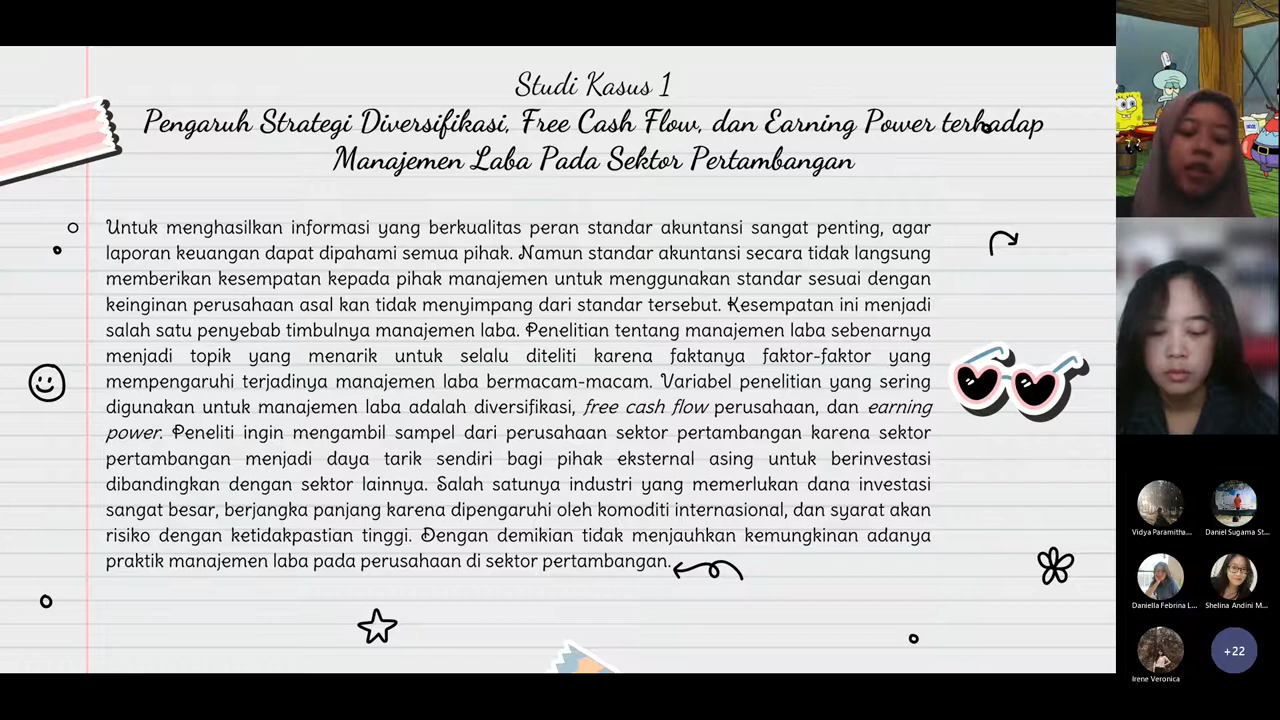 Studi Kasus 1
Pengaruh Strategi Diversifikasi, Free Cash Flow, dan Earning Power terhadap
Manajemen Laba Pada Sektor Pertambangan
Untuk menghasilkan informasi yang berkualitas peran standar akuntansi sangat penting, agar
laporan keuangan dapat dipahami semua pihak. Namun standar akuntansi secara tidak langsung
memberikan kesempatan kepada pihak manajemen untuk menggunakan standar sesuai dengan
keinginan perusahaan asal kan tidak menyimpang dari standar tersebut. Kesempatan ini menjadi
salah satu penyebab timbulnya manajemen laba. Penelitian tentang manajemen laba sebenarnya
menjadi topik yang menarik untuk selalu diteliti karena faktanya faktor-faktor yang
mempengaruhi terjadinya manajemen laba bermacam-macam. Variabel penelitian yang sering
digunakan untuk manajemen laba adalah diversifikasi, free cash flow perusahaan, dan earning
power. Peneliti ingin mengambil sampel dari perusahaan sektor pertambangan karena sektor
pertambangan menjadi daya tarik sendiri bagi pihak eksternal asing untuk berinvestasi
dibandingkan dengan sektor lainnya. Salah satunya industri yang memerlukan dana investasi
sangat besar, berjangka panjang karena dipengaruhi oleh komoditi internasional, dan syarat akan
risiko dengan ketidakpastian tinggi. Dengan demikian tidak menjauhkan kemungkinan adanya
praktik manajemen laba pada perusahaan di sektor pertambangan.
Vidya Paramitha...
Daniel Sugama St...
Daniella Febrina L...
Shelina Andini M...
Irene Veronica
+22